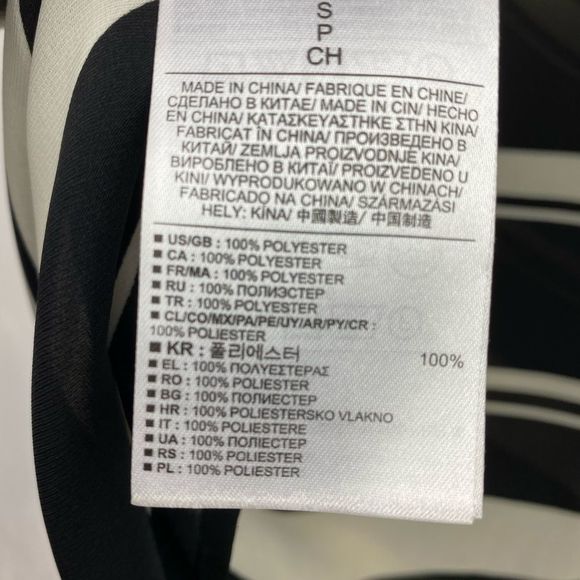 S
P
CH
MADE IN CHINA/ FABRIQUE EN CHINE/
СДЕЛАНО В КИТАЕ/ MADE IN CIN/ HECHO
EN CHINA/ ΚΑΤΑΣΚΕΥΑΣΤΗΚΕ ΣΤΗΝ ΚΙΝΑ/
FABRICAT ÎN CHINA/ ПРОИЗВЕДЕНО В
КИТАЙ/ ZEMLJA PROIZVODNJE KINA/
ВИРОБЛЕНО В КИТАЇ/ PROIZVEDENO U
KINI/ WYPRODUKOWANO W CHINACH/
FABRICADO NA CHINA/ SZÁRMAZÁSI
HELY: KÍNA/ 中國製造/ 中国制造
■ US/GB : 100% POLYESTER
■ CA : 100% POLYESTER
■ FR/MA : 100% POLYESTER
■ RU : 100% ПОЛИЭСТЕР
■ TR : 100% POLYESTER
■ CL/CO/MX/PA/PE/UY/AR/PY/CR :
100% POLIESTER
■ KR : 폴리에스터 100%
■ EL : 100% ΠΟΛΥΕΣΤΕΡΑΣ
■ RO : 100% POLIESTER
■ BG : 100% ПОЛИЕСТЕР
■ HR : 100% POLIESTERSKO VLAKNO
■ IT : 100% POLIESTERE
■ UA : 100% ПОЛІЕСТЕР
■ RS : 100% POLIESTER
■ PL : 100% POLIESTER